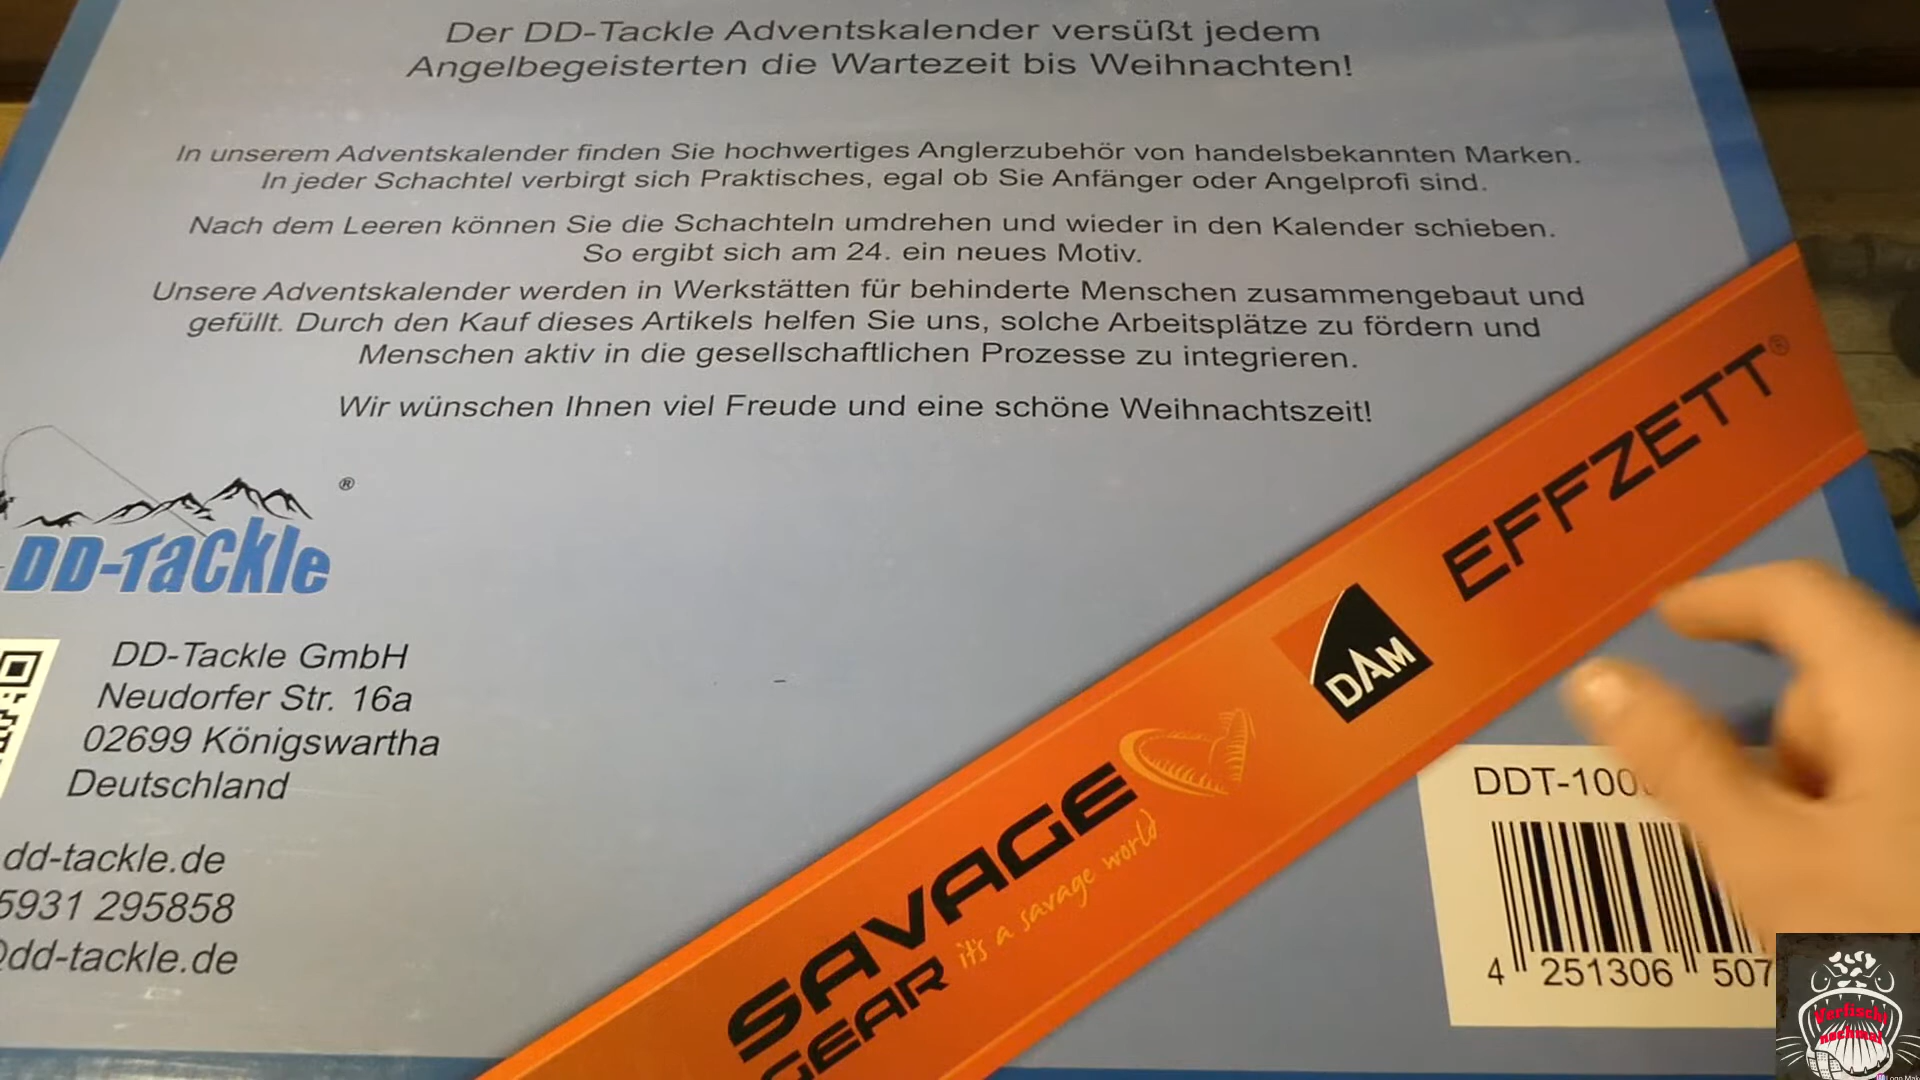 Der DD-Tackle Adventskalender versüßt jedem
Angelbegeisterten die Wartezeit bis Weihnachten!
In unserem Adventskalender finden Sie hochwertiges Anglerzubehör von handelsbekannten Marken.
In jeder Schachtel verbirgt sich Praktisches, egal ob Sie Anfänger oder Angelprofi sind.
Nach dem Leeren können Sie die Schachteln umdrehen und wieder in den Kalender schieben.
So ergibt sich am 24. ein neues Motiv.
Unsere Adventskalender werden in Werkstätten für behinderte Menschen zusammengebaut und
gefüllt. Durch den Kauf dieses Artikels helfen Sie uns, solche Arbeitsplätze zu fördern und
Menschen aktiv in die gesellschaftlichen Prozesse zu integrieren.
Wir wünschen Ihnen viel Freude und eine schöne Weihnachtszeit!
®
DD-Tackle
DD-Tackle GmbH
Neudorfer Str. 16a
02699 Königswartha
Deutschland
dd-tackle.de
5931 295858
dd-tackle.de
EFFZETT®
DAM
SAVAGE
GEAR
it's a savage world
DDT-100
4 251306 507
Verfischt
nochmal